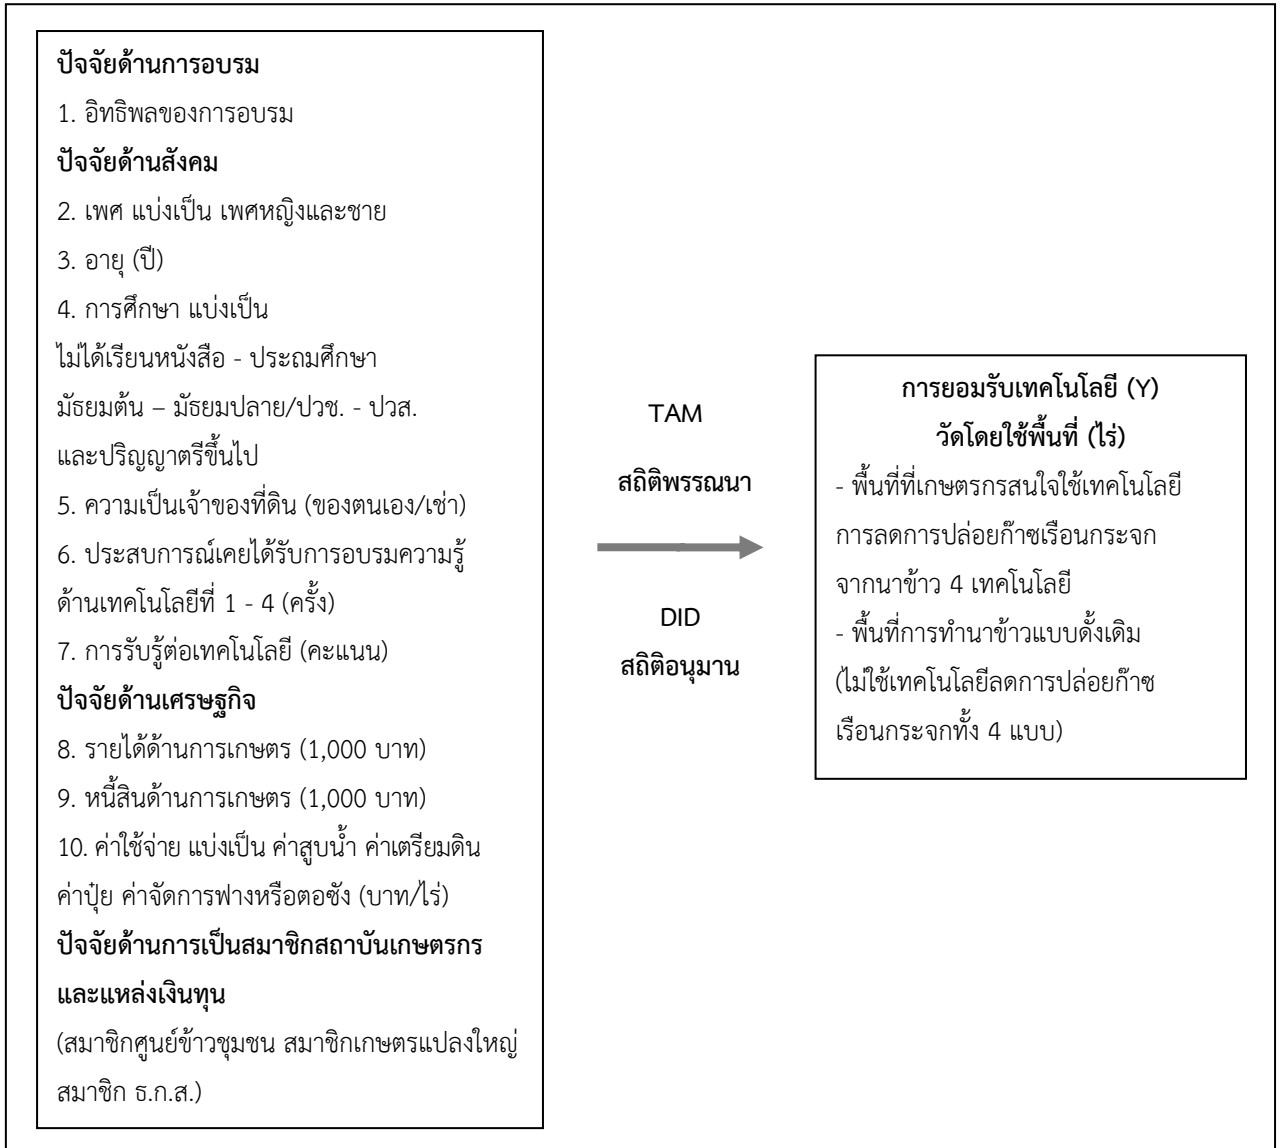 ปัจจัยด้านการอบรม
1. อิทธิพลของการอบรม
ปัจจัยด้านสังคม
2. เพศ แบ่งเป็น เพศหญิงและชาย
3. อายุ (ปี)
4. การศึกษา แบ่งเป็น
ไม่ได้เรียนหนังสือ - ประถมศึกษา
มัธยมต้น – มัธยมปลาย/ปวช. - ปวส.
และปริญญาตรีขึ้นไป
5. ความเป็นเจ้าของที่ดิน (ของตนเอง/เช่า)
6. ประสบการณ์เคยได้รับการอบรมความรู้
ด้านเทคโนโลยีที่ 1 - 4 (ครั้ง)
7. การรับรู้ต่อเทคโนโลยี (คะแนน)
ปัจจัยด้านเศรษฐกิจ
8. รายได้ด้านการเกษตร (1,000 บาท)
9. หนี้สินด้านการเกษตร (1,000 บาท)
10. ค่าใช้จ่าย แบ่งเป็น ค่าสูบน้ำ ค่าเตรียมดิน
ค่าปุ๋ย ค่าจัดการฟางหรือตอซัง (บาท/ไร่)
ปัจจัยด้านการเป็นสมาชิกสถาบันเกษตรกร
และแหล่งเงินทุน
(สมาชิกศูนย์ข้าวชุมชน สมาชิกเกษตรแปลงใหญ่
สมาชิก ธ.ก.ส.)
TAM
สถิติพรรณนา
DID
สถิติอนุมาน
การยอมรับเทคโนโลยี (Y)
วัดโดยใช้พื้นที่ (ไร่)
- พื้นที่ที่เกษตรกรสนใจใช้เทคโนโลยี
การลดการปล่อยก๊าซเรือนกระจก
จากนาข้าว 4 เทคโนโลยี
- พื้นที่การทำนาข้าวแบบดั้งเดิม
(ไม่ใช้เทคโนโลยีลดการปล่อยก๊าซ
เรือนกระจกทั้ง 4 แบบ)